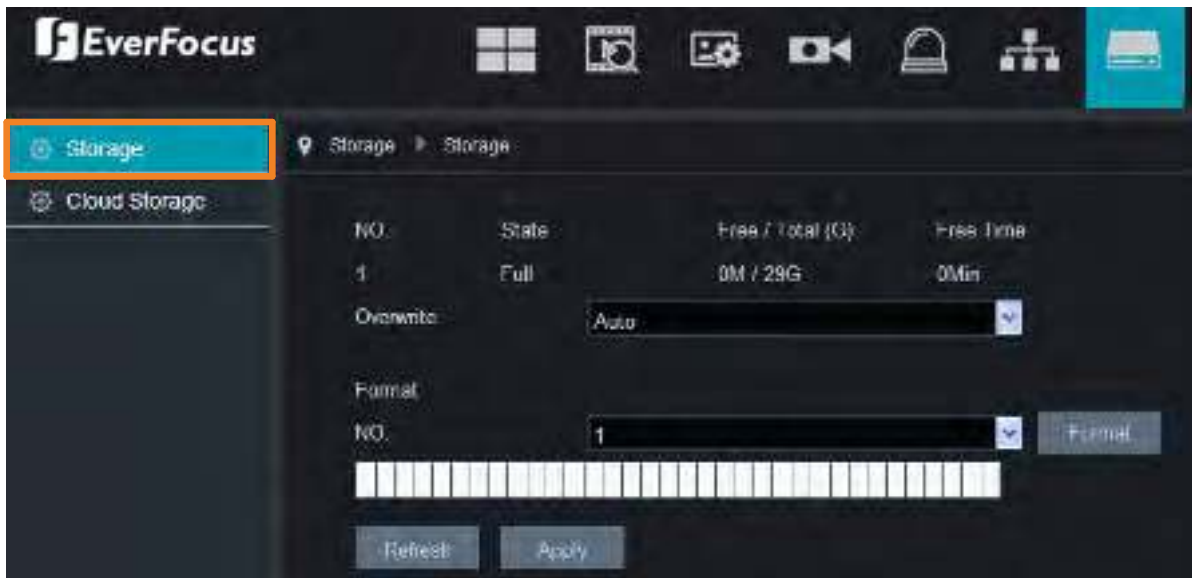 EverFocus
Storage
Storage Storage
Cloud Storage
NO. State Free / Total (G) Free Time
1 Full 0M / 29G 0Min
Overwrite Auto
Format
NO. 1 Format
Refresh Apply